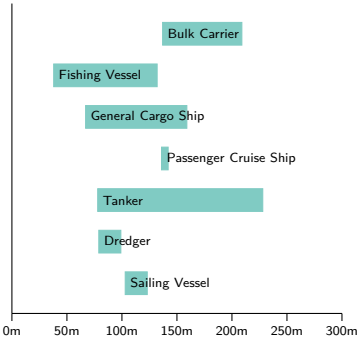 Bulk Carrier
Fishing Vessel
General Cargo Ship
Passenger Cruise Ship
Tanker
Dredger
Sailing Vessel
0m 50m 100m 150m 200m 250m 300m